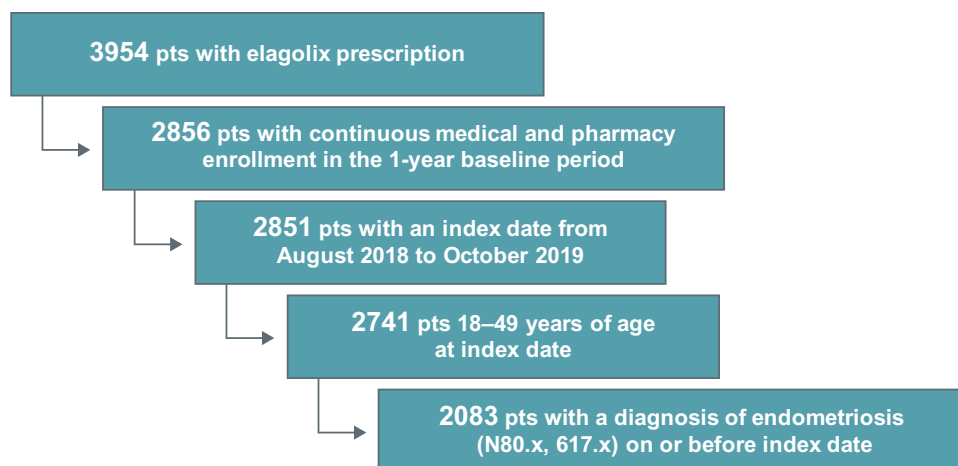 3954 pts with elagolix prescription
2856 pts with continuous medical and pharmacy
enrollment in the 1-year baseline period
2851 pts with an index date from
August 2018 to October 2019
2741 pts 18–49 years of age
at index date
2083 pts with a diagnosis of endometriosis
(N80.x, 617.x) on or before index date